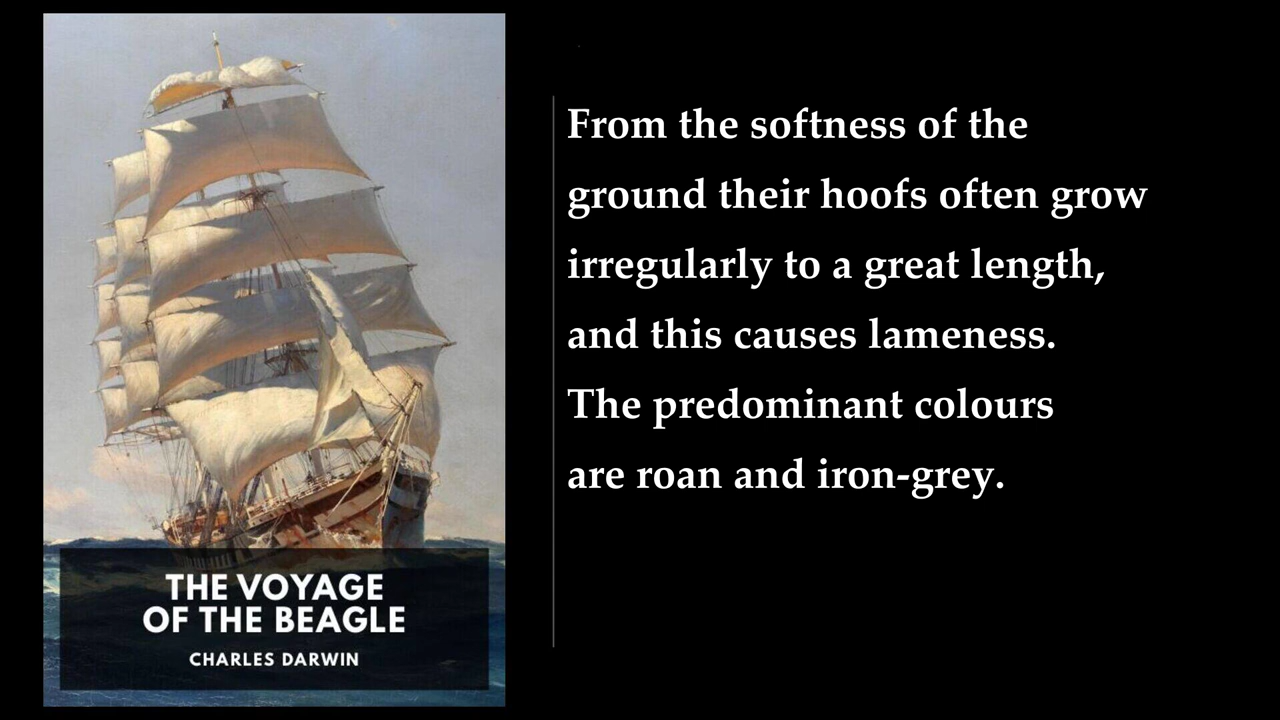 THE VOYAGE
OF THE BEAGLE
CHARLES DARWIN
From the softness of the
ground their hoofs often grow
irregularly to a great length,
and this causes lameness.
The predominant colours
are roan and iron-grey.